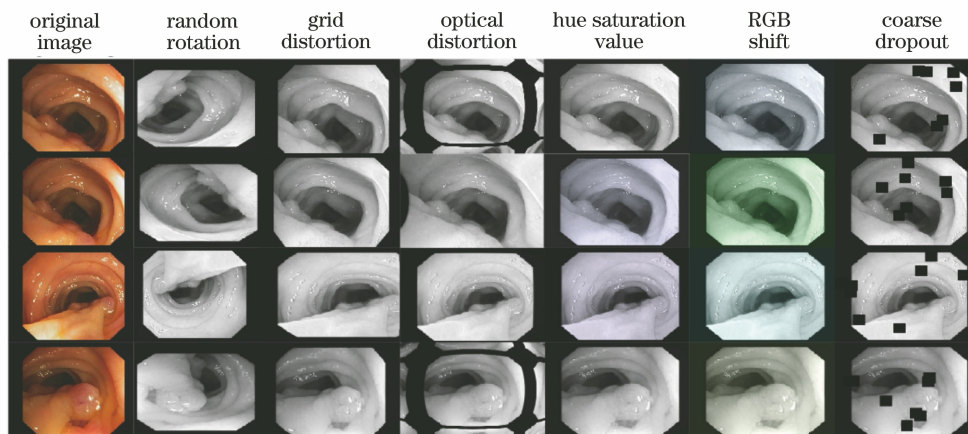 original
image
random
rotation
grid
distortion
optical
distortion
hue saturation
value
RGB
shift
coarse
dropout